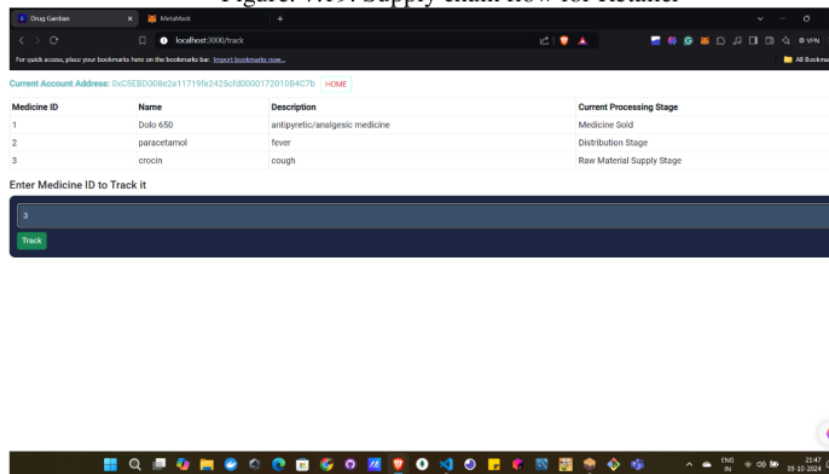 Figure. 7.19. Supply chain flow for Retailer
Drug Gardian
MetaMask
localhost:3000/track
VPN
For quick access, place your bookmarks here on the bookmarks bar. Import bookmarks now...
All Bookma
Current Account Address: 0xC5EBD008e2a11719fe2425cfd0000172010B4C7b HOME
Medicine ID Name Description Current Processing Stage
1 Dolo 650 antipyretic/analgesic medicine Medicine Sold
2 paracetamol fever Distribution Stage
3 crocin cough Raw Material Supply Stage
Enter Medicine ID to Track it
3
Track
ENG
IN
21:47
09-10-2024